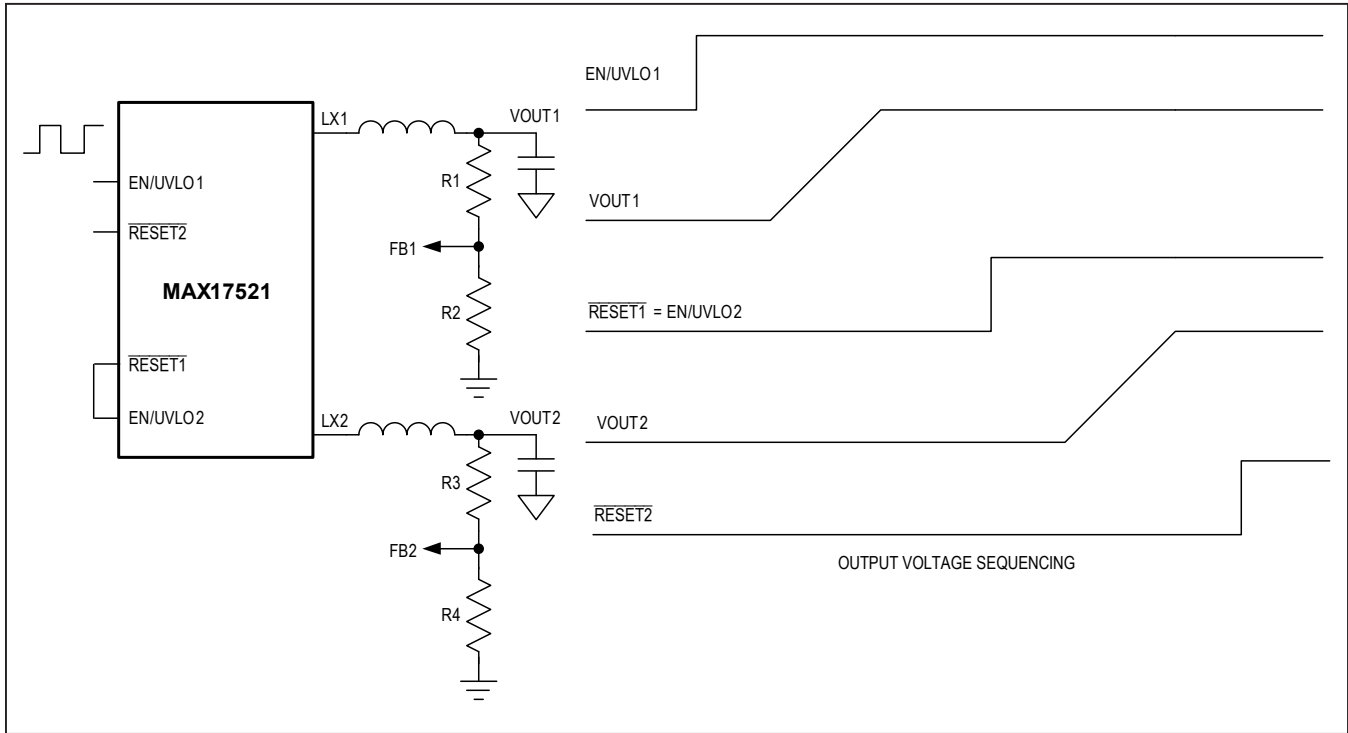 EN/UVLO1
RESET2
MAX17521
RESET1
EN/UVLO2
LX1
VOUT1
R1
FB1
R2
LX2
VOUT2
R3
FB2
R4
EN/UVLO1
VOUT1
RESET1 = EN/UVLO2
VOUT2
RESET2
OUTPUT VOLTAGE SEQUENCING